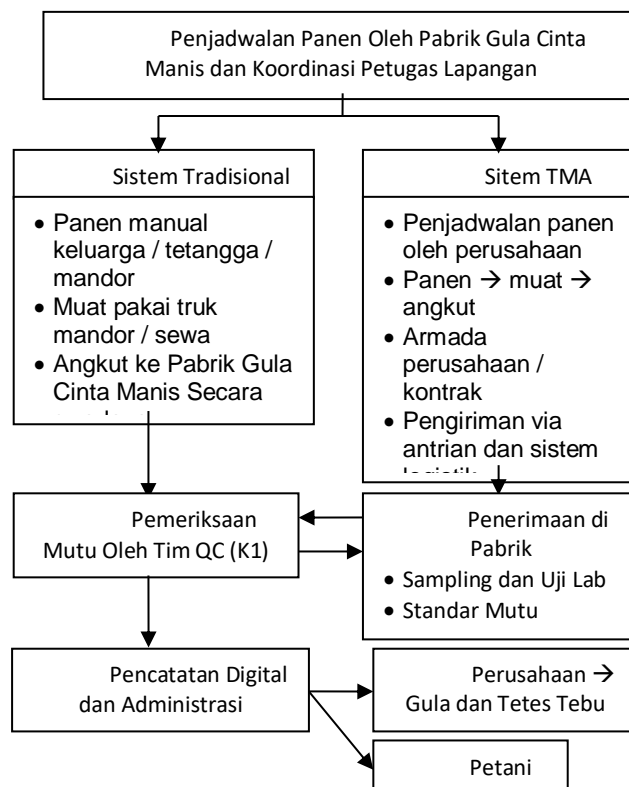 Penjadwalan Panen Oleh Pabrik Gula Cinta
Manis dan Koordinasi Petugas Lapangan
Sistem Tradisional
• Panen manual
keluarga / tetangga /
mandor
• Muat pakai truk
mandor / sewa
• Angkut ke Pabrik Gula
Cinta Manis Secara
Sitem TMA
• Penjadwalan panen
oleh perusahaan
• Panen → muat →
angkut
• Armada
perusahaan /
kontrak
• Pengiriman via
antrian dan sistem
logistik
Pemeriksaan
Mutu Oleh Tim QC (K1)
Penerimaan di
Pabrik
• Sampling dan Uji Lab
• Standar Mutu
Pencatatan Digital
dan Administrasi
Perusahaan →
Gula dan Tetes Tebu
Petani